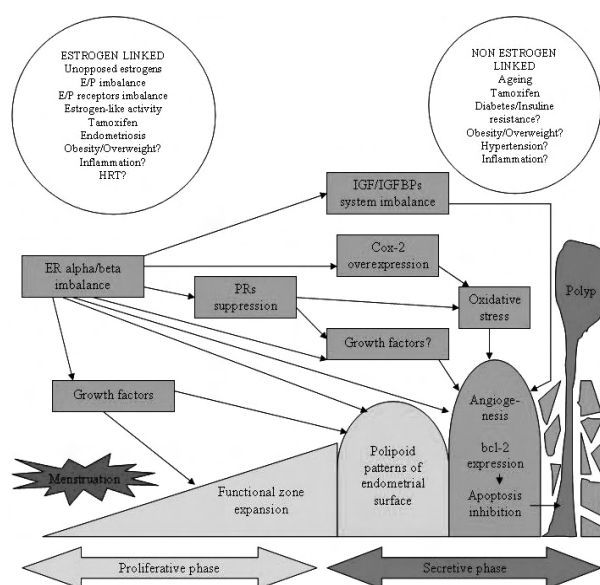 ESTROGEN LINKED
Unopposed estrogens
E/P imbalance
E/P receptors imbalance
Estrogen-like activity
Tamoxifen
Endometriosis
Obesity/Overweight?
Inflammation?
HRT?
NON ESTROGEN
LINKED
Ageing
Tamoxifen
Diabetes/Insuline
resistance?
Obesity/Overweight?
Hypertension?
Inflammation?
IGF/IGFBPs
system imbalance
Cox-2
overexpression
ER alpha/beta
imbalance
PRs
suppression
Oxidative
stress
Polyp
Growth factors?
Growth factors
Angioge-
nesis
bcl-2
expression
Apoptosis
inhibition
Polipoid
patterns of
endometrial
surface
Menstruation
Functional zone
expansion
Proliferative phase
Secretive phase